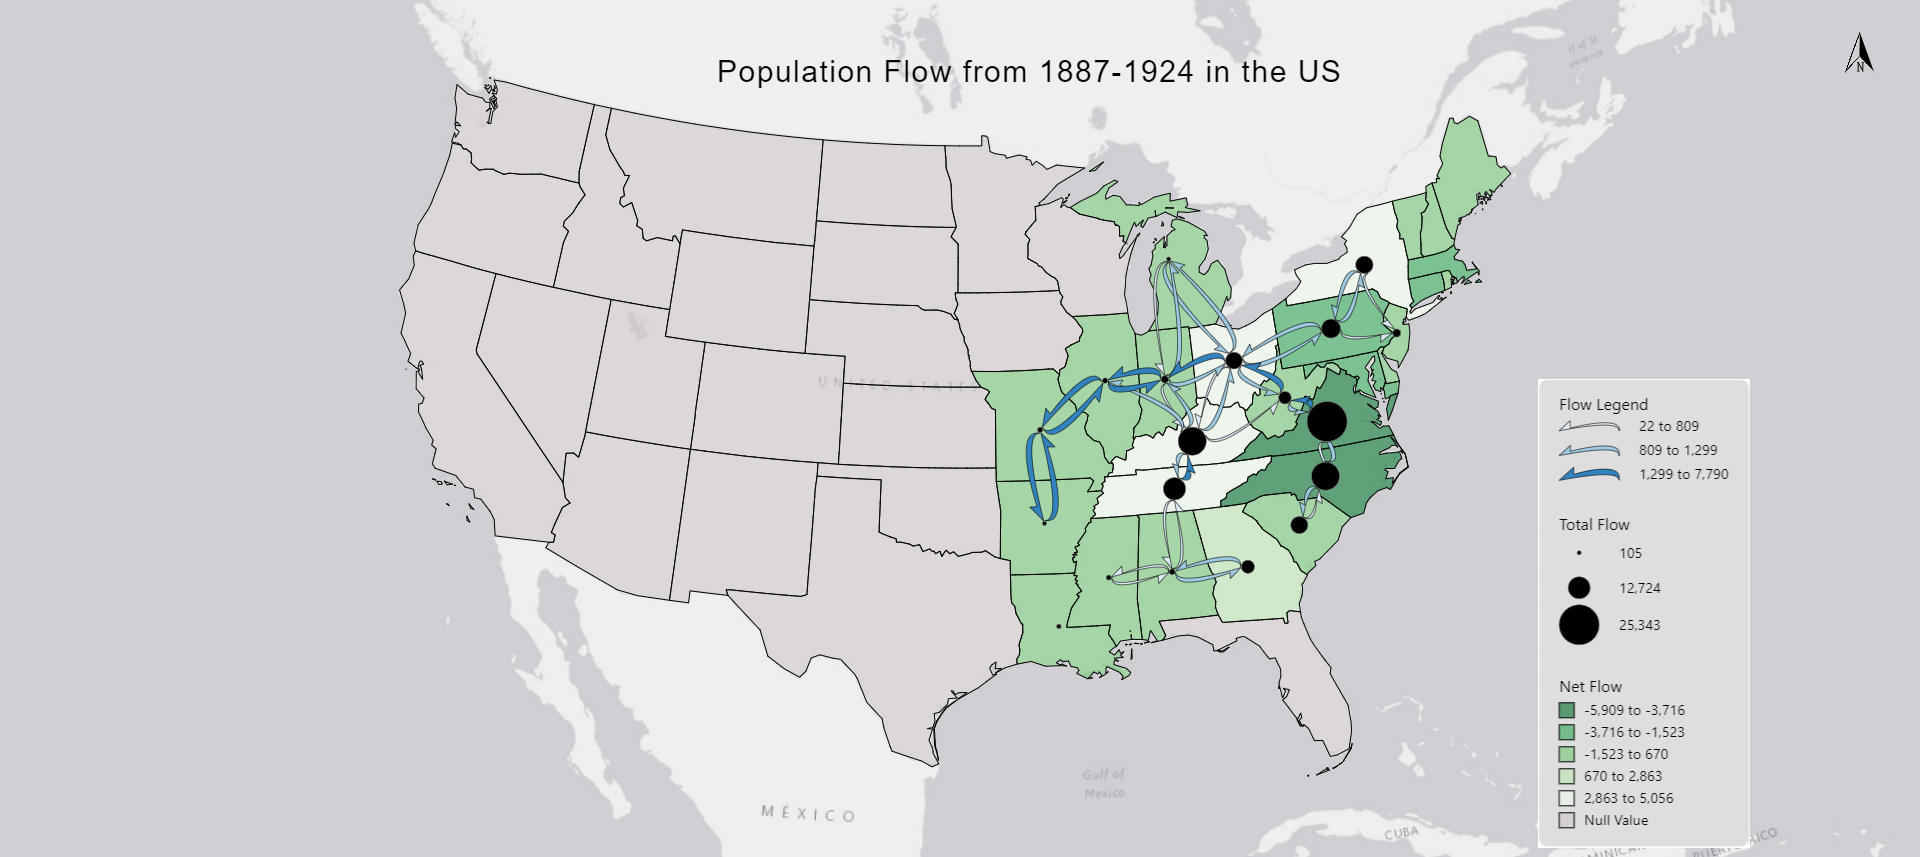 Population Flow from 1887-1924 in the US
N
UNITED STATES
Flow Legend
22 to 809
809 to 1,299
1,299 to 7,790
Total Flow
105
12,724
25,343
Net Flow
-5,909 to -3,716
-3,716 to -1,523
-1,523 to 670
670 to 2,863
2,863 to 5,056
Null Value
Gulf of
Mexico
MÉXICO
CUBA